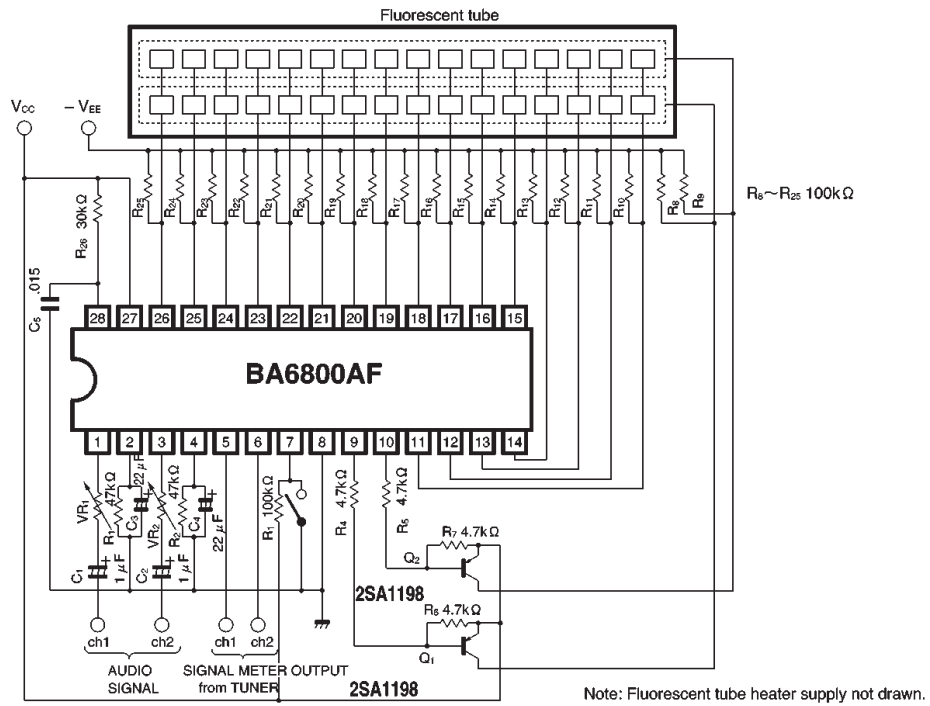 Fluorescent tube
VCC
– VEE
R25
R24
R23
R22
R21
R20
R19
R18
R17
R16
R15
R14
R13
R12
R11
R10
R8
R9
R8～R25 100kΩ
R26 30kΩ
C5 .015
28 27 26 25 24 23 22 21 20 19 18 17 16 15
BA6800AF
1 2 3 4 5 6 7 8 9 10 11 12 13 14
VR1
R1 47kΩ
C3 22μF
VR2
R2 47kΩ
C4 22μF
R1 100kΩ
R4 4.7kΩ
R5 4.7kΩ
C1 1μF
C2 1μF
R7 4.7kΩ
Q2
2SA1198
R6 4.7kΩ
Q1
2SA1198
ch1 ch2 ch1 ch2
AUDIO SIGNAL
SIGNAL METER OUTPUT
from TUNER
Note: Fluorescent tube heater supply not drawn.